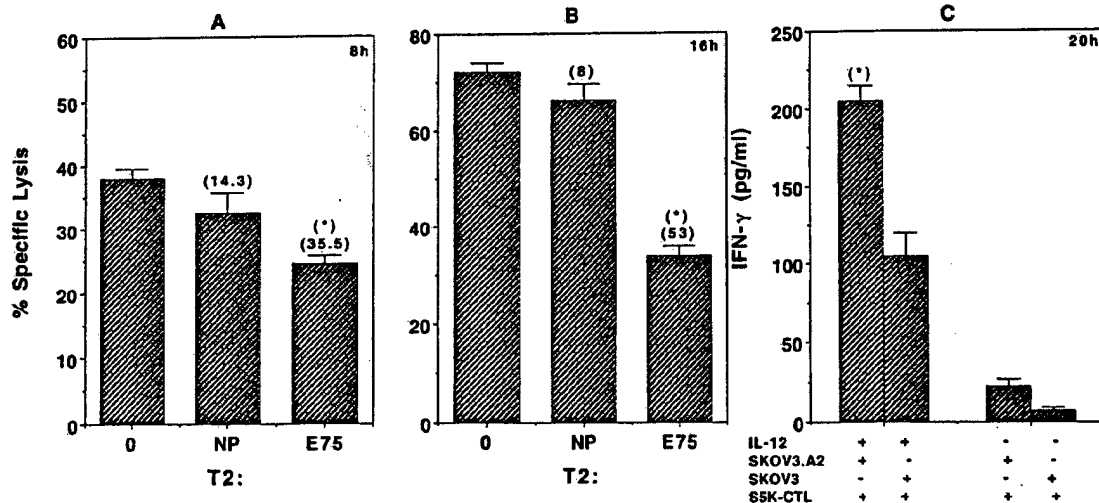 A
B
C
% Specific Lysis
60
50
40
30
20
10
0
8h
(14.3)
(*)
(35.5)
0 NP E75
T2:
80
60
40
20
0
16h
(8)
(*)
(53)
0 NP E75
T2:
IFN-γ (pg/ml)
250
200
150
100
50
0
20h
(*)
IL-12 + + - -
SKOV3.A2 + - + -
SKOV3 - + - +
S5K-CTL + + + +